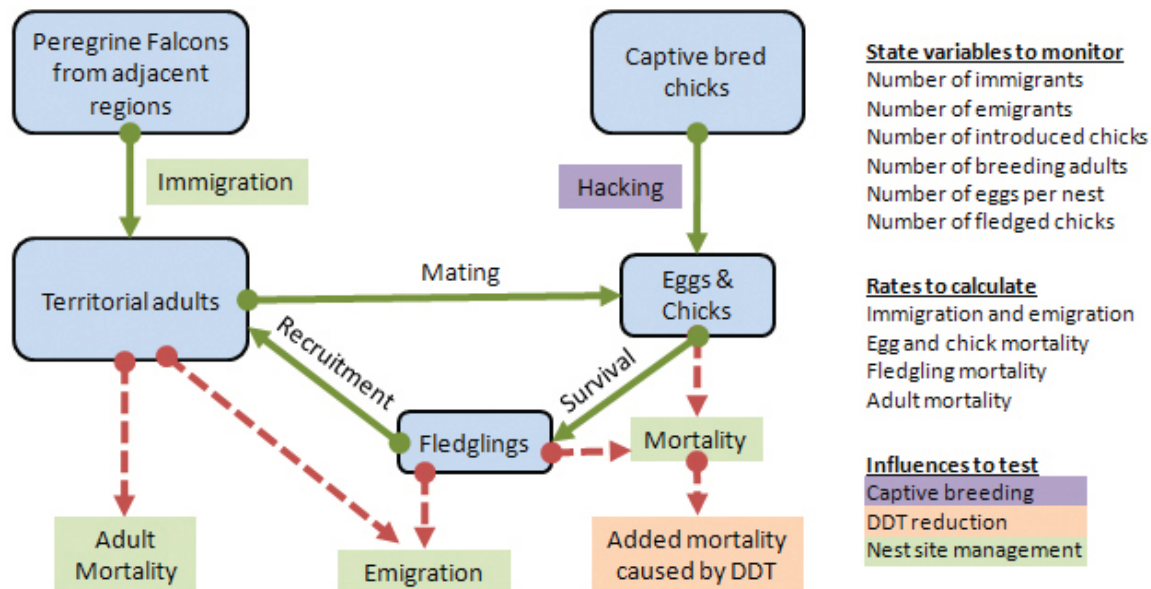 Peregrine Falcons
from adjacent
regions
Captive bred
chicks
Immigration
Hacking
Territorial adults
Mating
Eggs &
Chicks
Recruitment
Survival
Fledglings
Mortality
Adult
Mortality
Emigration
Added mortality
caused by DDT
State variables to monitor
Number of immigrants
Number of emigrants
Number of introduced chicks
Number of breeding adults
Number of eggs per nest
Number of fledged chicks
Rates to calculate
Immigration and emigration
Egg and chick mortality
Fledgling mortality
Adult mortality
Influences to test
Captive breeding
DDT reduction
Nest site management